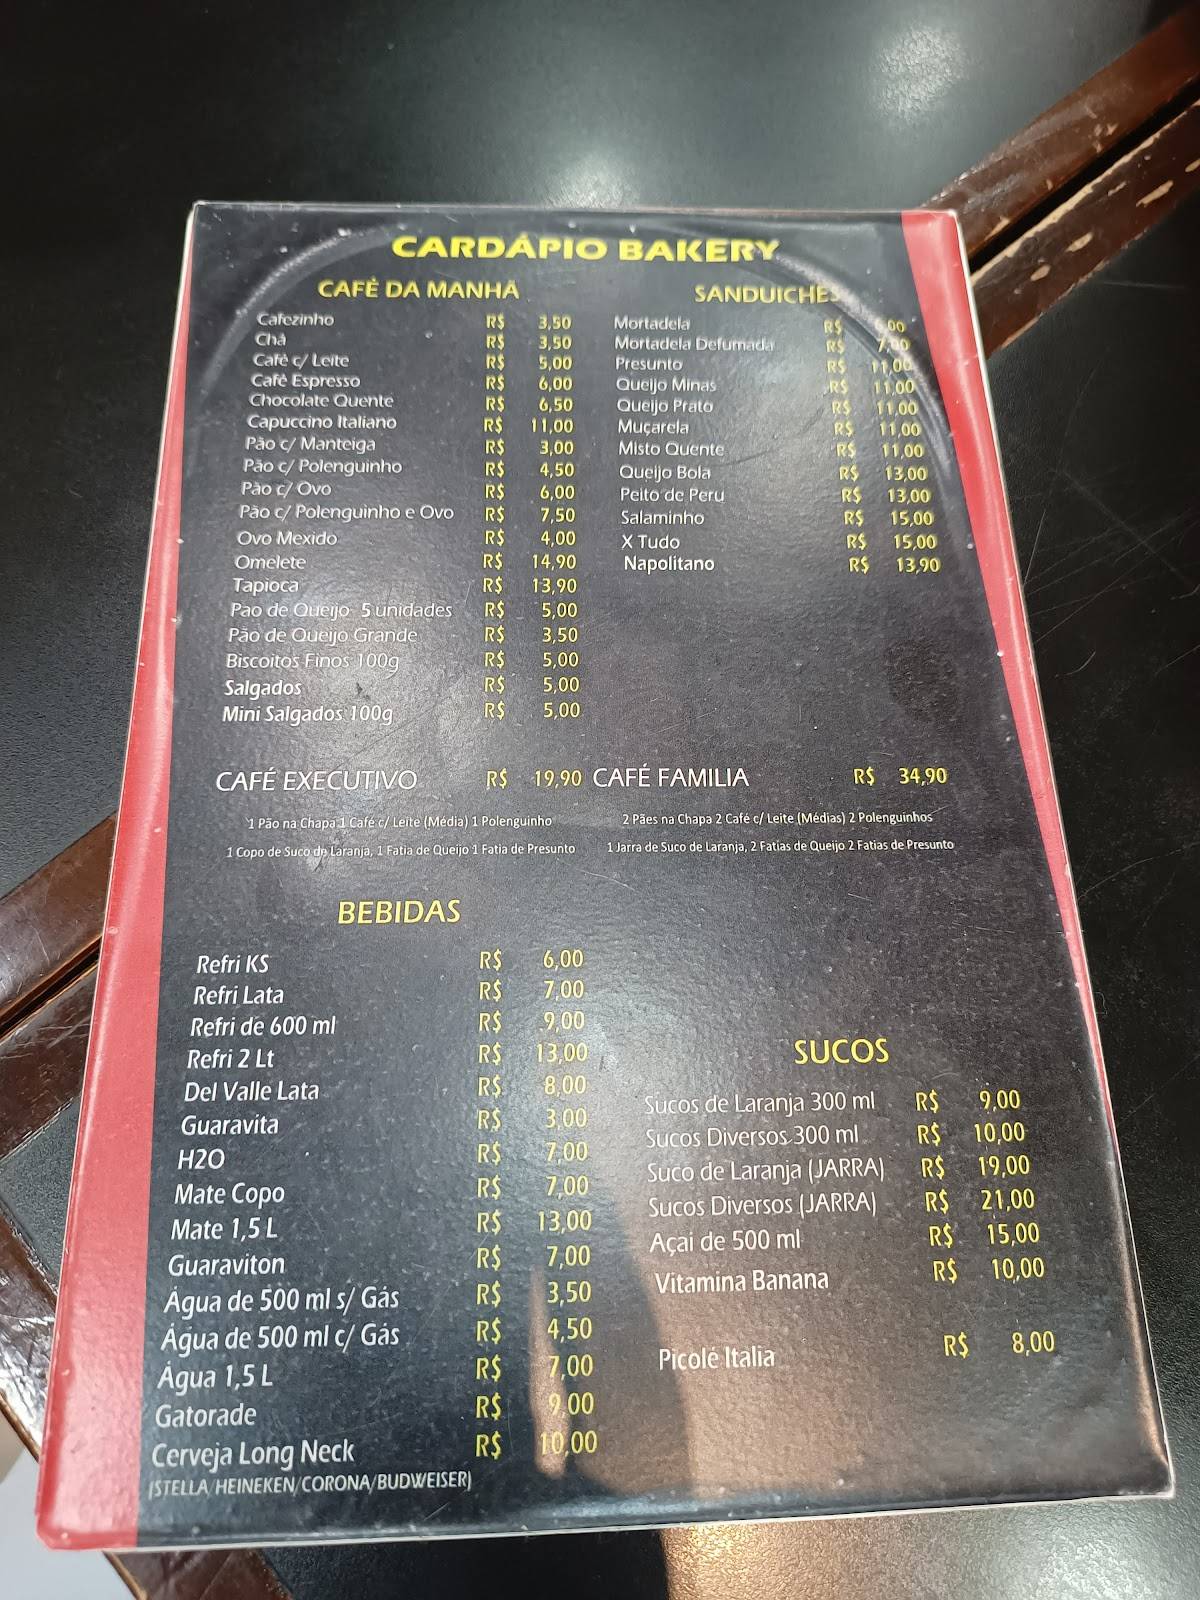 CARDÁPIO BAKERY
CAFÉ DA MANHÃ
Cafezinho R$ 3,50
Chá R$ 3,50
Café c/ Leite R$ 5,00
Café Espresso R$ 6,00
Chocolate Quente R$ 6,50
Capuccino Italiano R$ 11,00
Pão c/ Manteiga R$ 3,00
Pão c/ Polenguinho R$ 4,50
Pão c/ Ovo R$ 6,00
Pão c/ Polenguinho e Ovo R$ 7,50
Ovo Mexido R$ 4,00
Omelete R$ 14,90
Tapioca R$ 13,90
Pao de Queijo 5 unidades R$ 5,00
Pão de Queijo Grande R$ 3,50
Biscoitos Finos 100g R$ 5,00
Salgados R$ 5,00
Mini Salgados 100g R$ 5,00
SANDUICHES
Mortadela R$
Mortadela Defumada R$ 7,00
Presunto R$ 11,00
Queijo Minas R$ 11,00
Queijo Prato R$ 11,00
Muçarela R$ 11,00
Misto Quente R$ 11,00
Queijo Bola R$ 13,00
Peito de Peru R$ 13,00
Salaminho R$ 15,00
X Tudo R$ 15,00
Napolitano R$ 13,90
CAFÉ EXECUTIVO R$ 19,90
1 Pão na Chapa 1 Café c/ Leite (Média) 1 Polenguinho
1 Copo de Suco de Laranja, 1 Fatia de Queijo 1 Fatia de Presunto
CAFÉ FAMILIA R$ 34,90
2 Pães na Chapa 2 Café c/ Leite (Médias) 2 Polenguinhos
1 Jarra de Suco de Laranja, 2 Fatias de Queijo 2 Fatias de Presunto
BEBIDAS
Refri KS R$ 6,00
Refri Lata R$ 7,00
Refri de 600 ml R$ 9,00
Refri 2 Lt R$ 13,00
Del Valle Lata R$ 8,00
Guaravita R$ 3,00
H2O R$ 7,00
Mate Copo R$ 7,00
Mate 1,5 L R$ 13,00
Guaraviton R$ 7,00
Água de 500 ml s/ Gás R$ 3,50
Água de 500 ml c/ Gás R$ 4,50
Água 1,5 L R$ 7,00
Gatorade R$ 9,00
Cerveja Long Neck R$ 10,00
(STELLA/HEINEKEN/CORONA/BUDWEISER)
SUCOS
Sucos de Laranja 300 ml R$ 9,00
Sucos Diversos 300 ml R$ 10,00
Suco de Laranja (JARRA) R$ 19,00
Sucos Diversos (JARRA) R$ 21,00
Açai de 500 ml R$ 15,00
Vitamina Banana R$ 10,00
Picolé Italia R$ 8,00